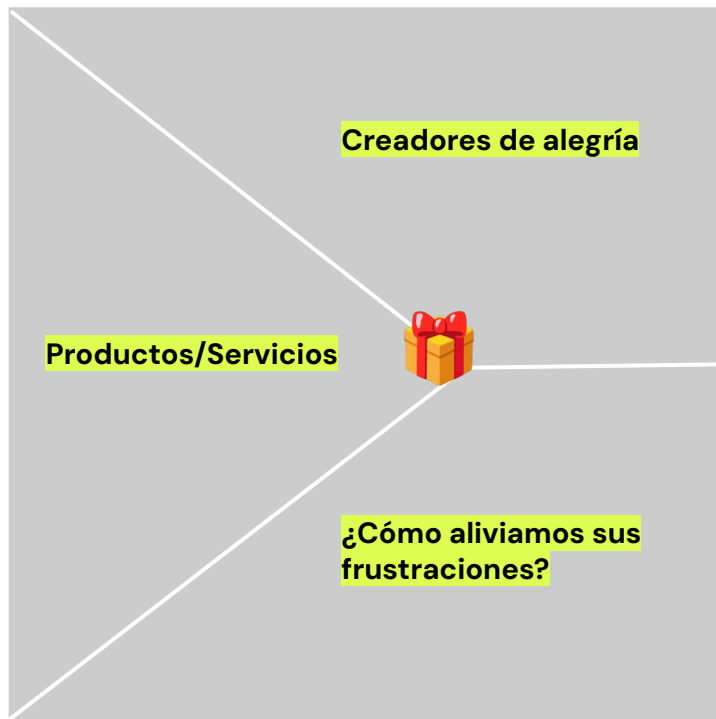 Creadores de alegría
Productos/Servicios
¿Cómo aliviamos sus
frustraciones?